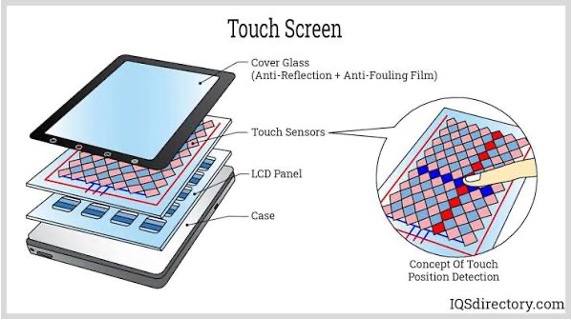 Touch Screen
Cover Glass
(Anti-Reflection + Anti-Fouling Film)
Touch Sensors
LCD Panel
Case
Concept Of Touch
Position Detection
IQSdirectory.com